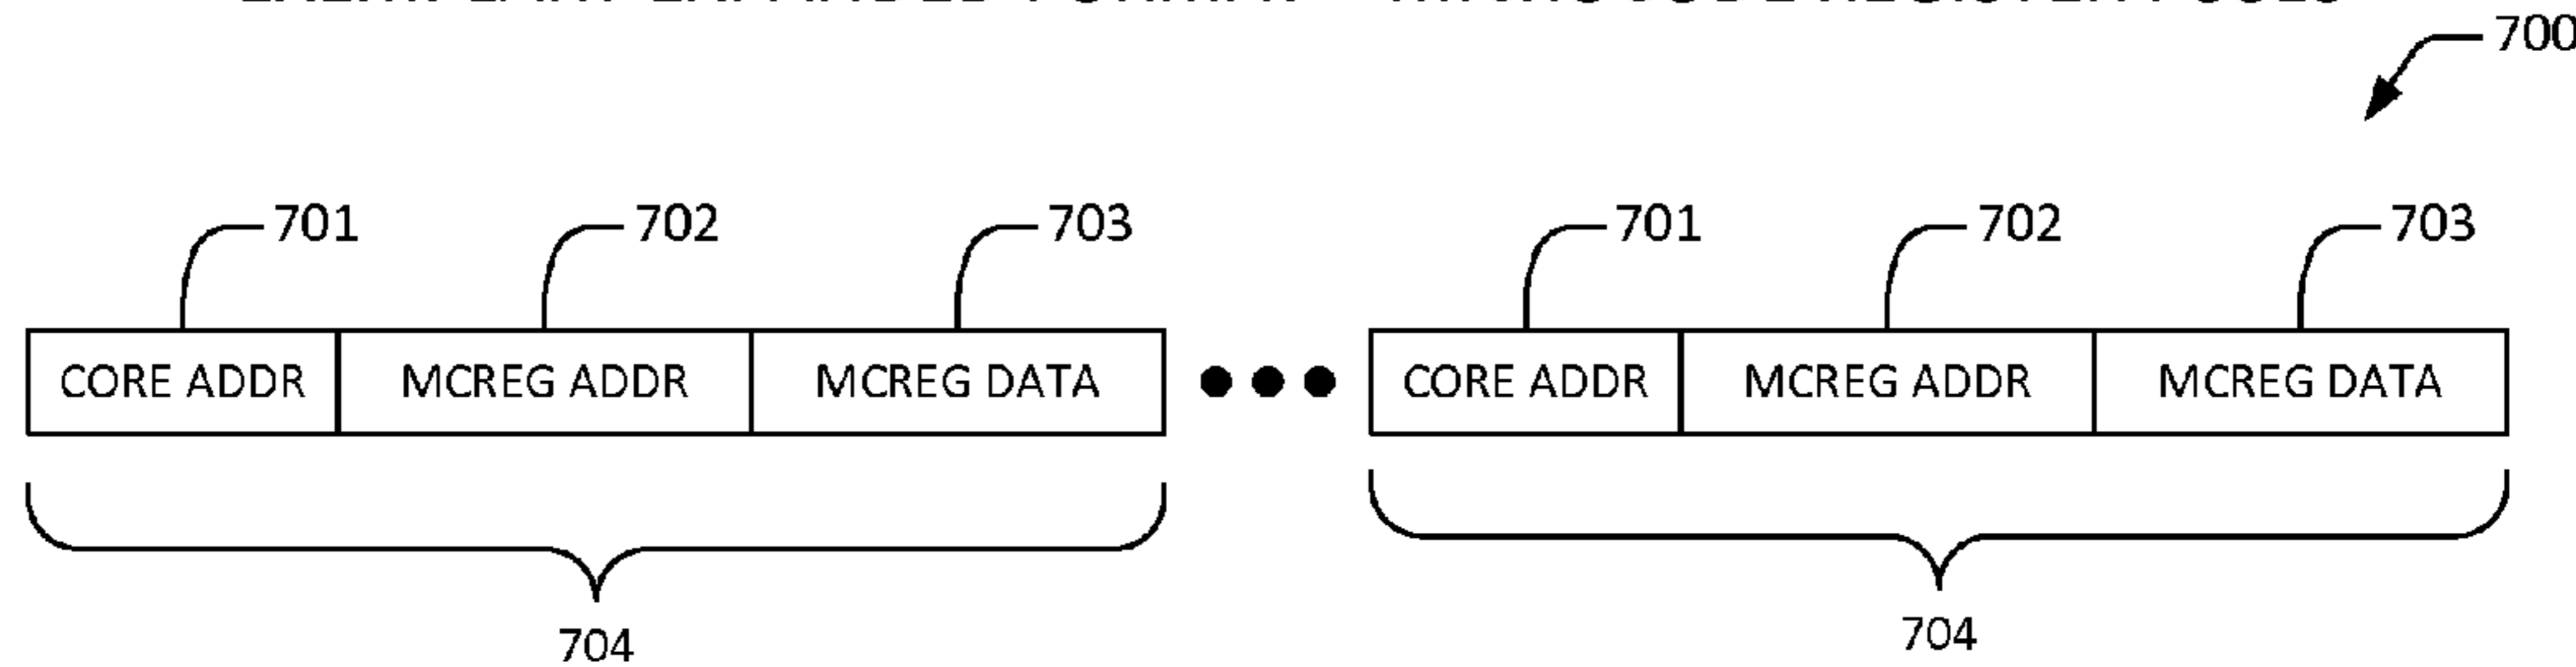 700
701 702 703 701 702 703
CORE ADDR MCREG ADDR MCREG DATA CORE ADDR MCREG ADDR MCREG DATA
704 704